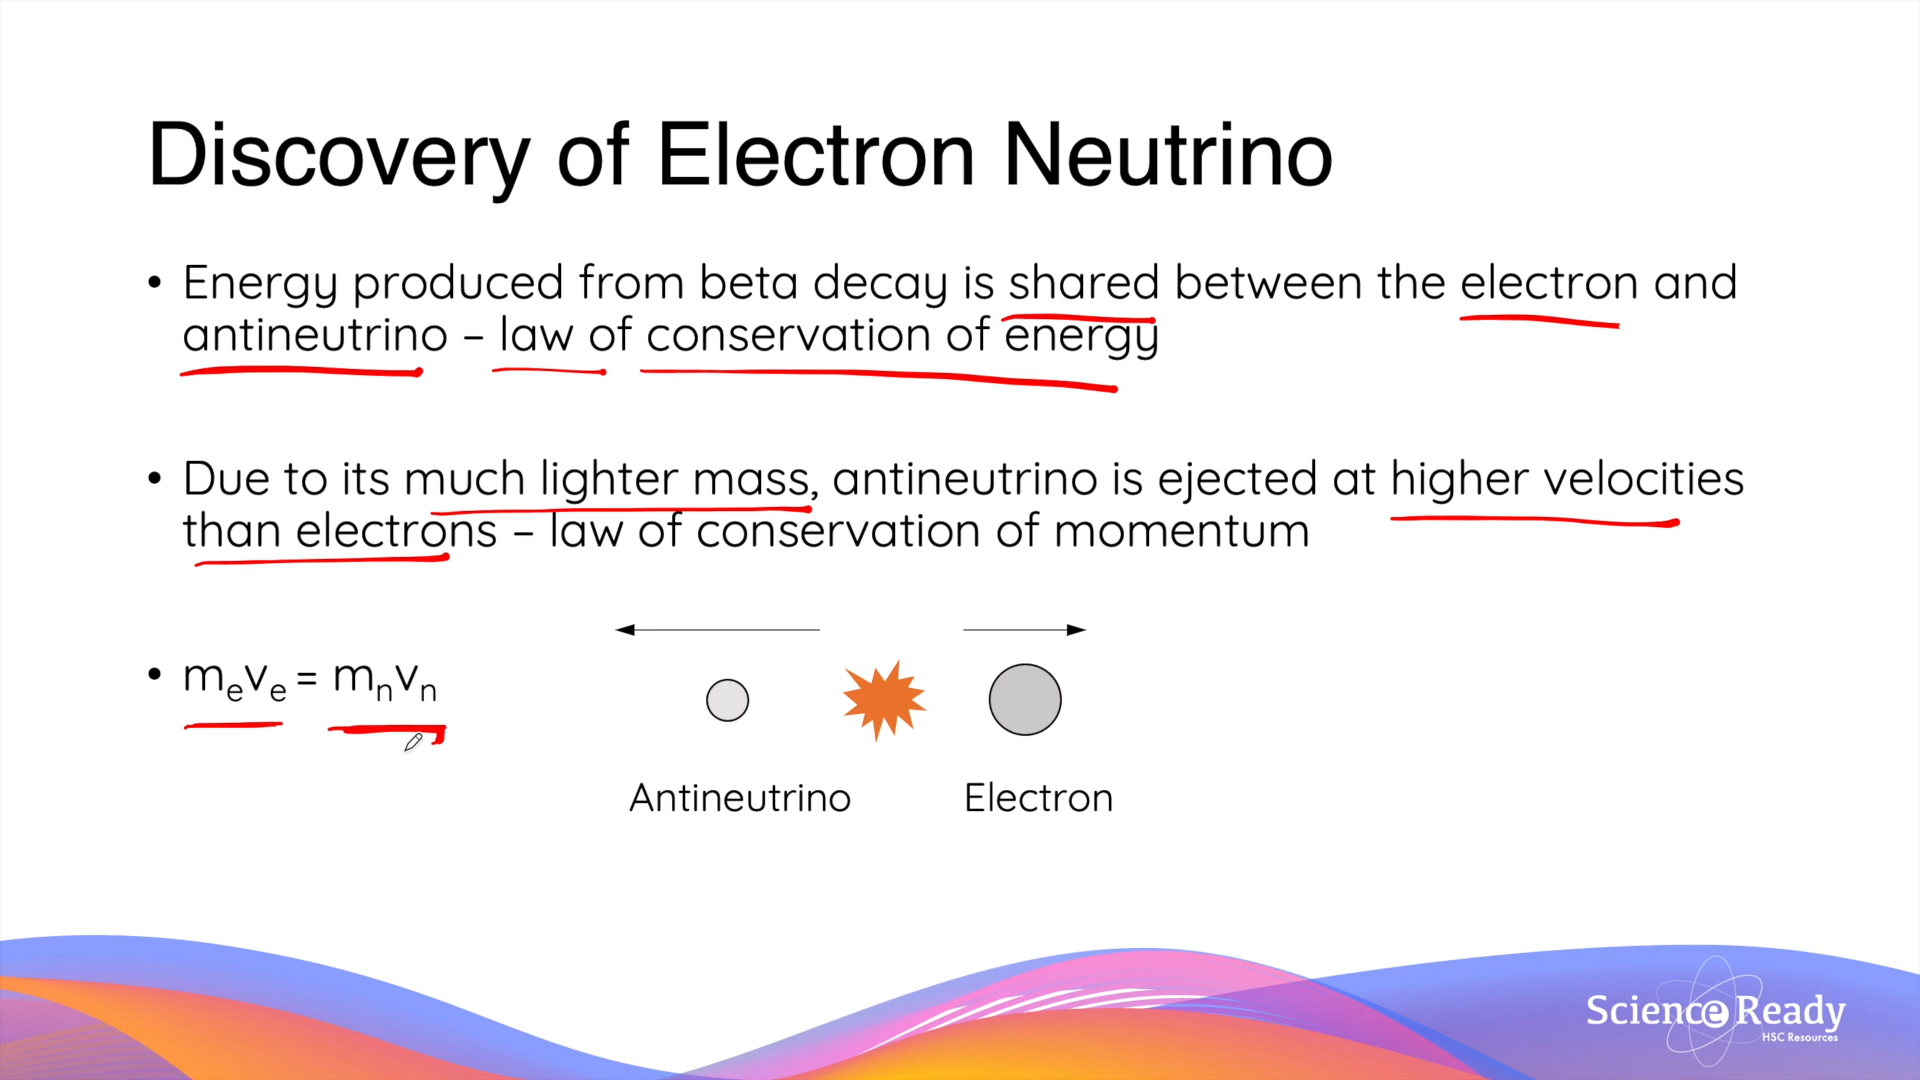 Discovery of Electron Neutrino
• Energy produced from beta decay is shared between the electron and
antineutrino – law of conservation of energy
• Due to its much lighter mass, antineutrino is ejected at higher velocities
than electrons – law of conservation of momentum
• mₑvₑ = mₙvₙ
Antineutrino Electron
Science Ready
HSC Resources